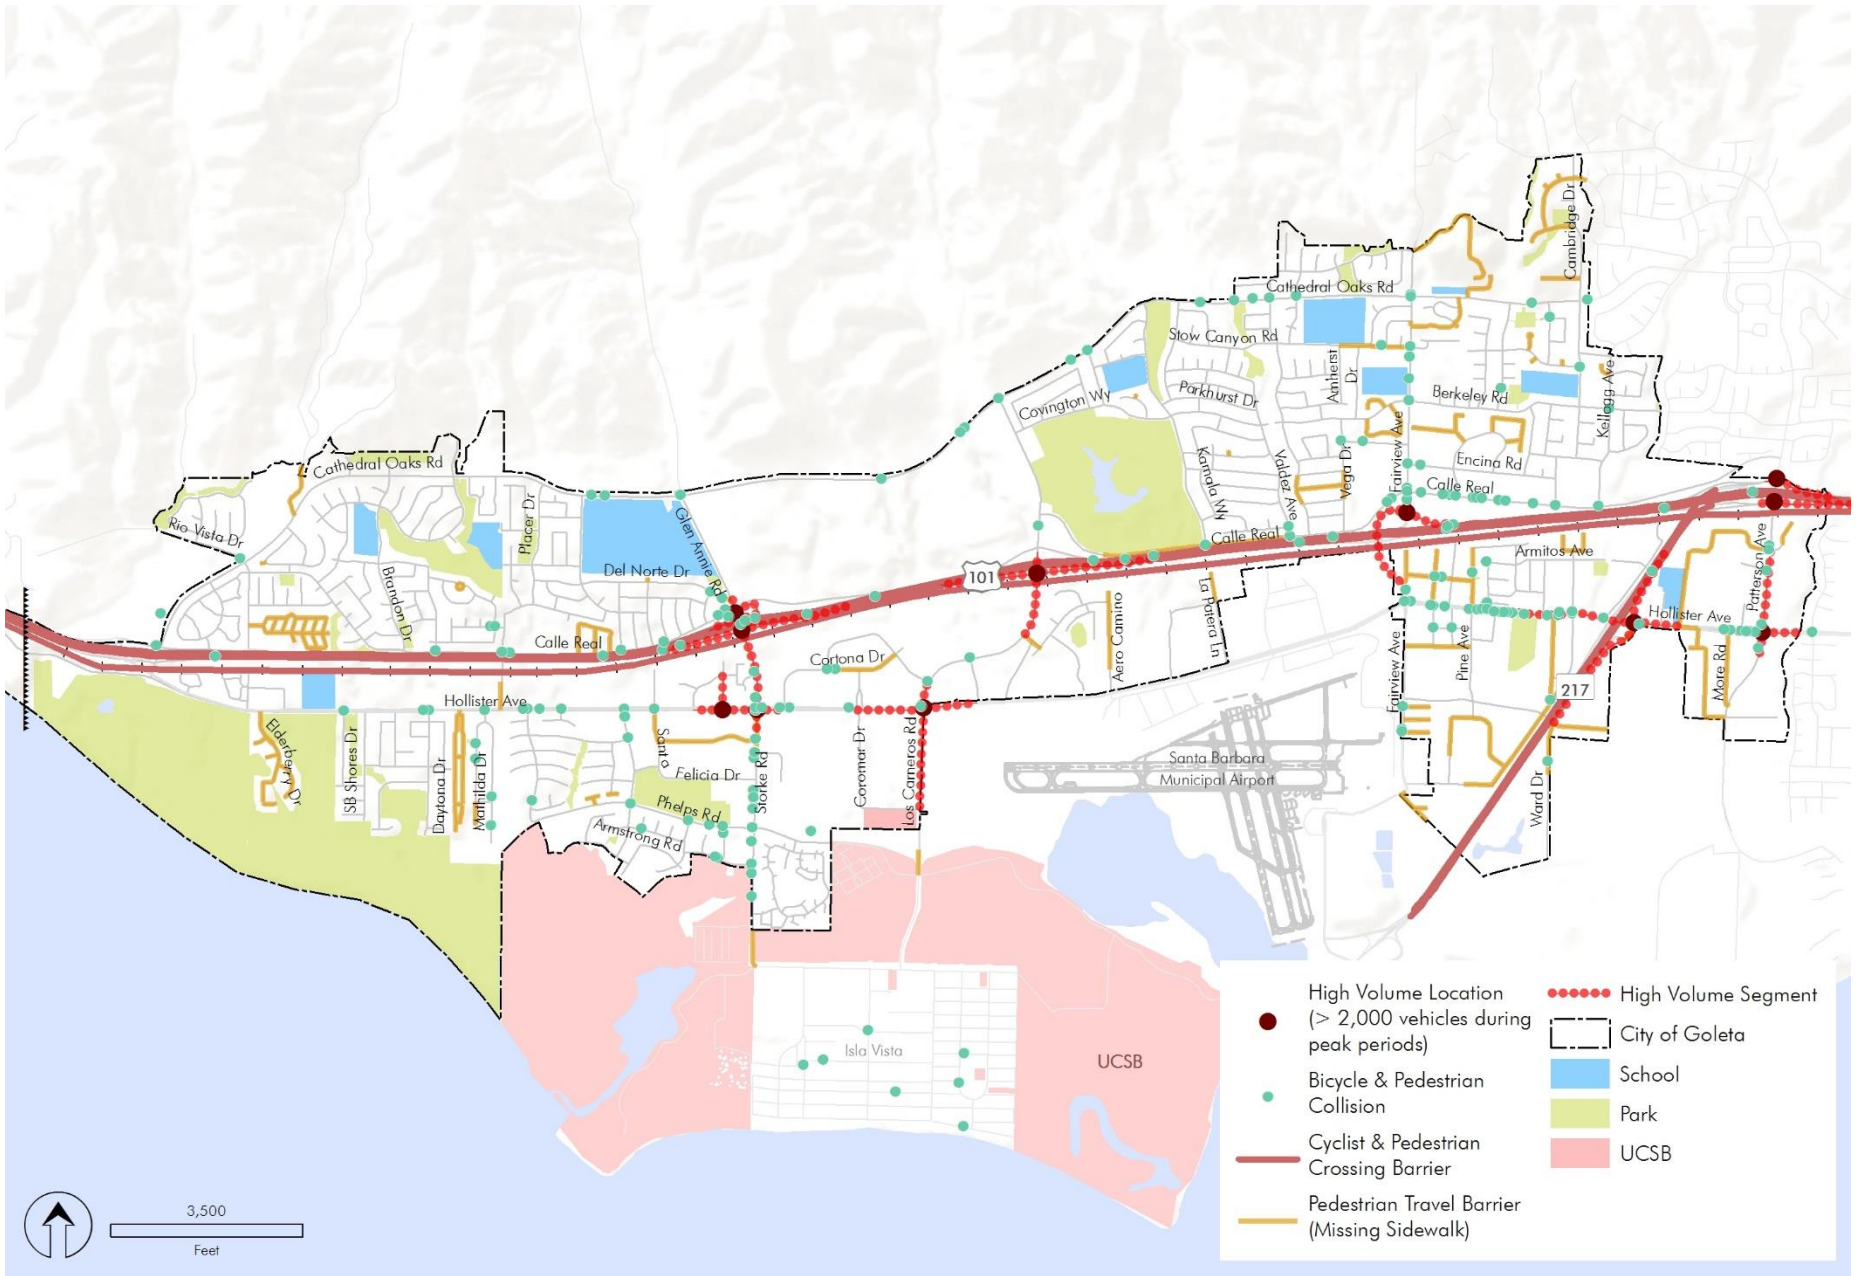 Cambridge Dr
Cathedral Oaks Rd
Stow Canyon Rd
Amherst
Dr
Parkhurst Dr
Covington Wy
Berkeley Rd
Kellogg Ave
Fairview Ave
Encina Rd
Calle Real
Kamala Wy
Valdez Ave
Vega Dr
Calle Real
Cathedral Oaks Rd
Placer Dr
Glen Annie Rd
Rio Vista Dr
Del Norte Dr
Brandon Dr
Calle Real
101
Armitos Ave
Patterson Ave
Hollister Ave
La Patera Ln
Aero Camino
Cortona Dr
Fairview Ave
Pine Ave
More Rd
217
Hollister Ave
Elderberry Dr
SB Shores Dr
Daytona Dr
Mathilda Dr
Santra
Felicia Dr
Storke Rd
Coromar Dr
Los Carneros Rd
Phelps Rd
Armstrong Rd
Santa Barbara
Municipal Airport
Ward Dr
Isla Vista
UCSB
High Volume Location
(> 2,000 vehicles during
peak periods)
Bicycle & Pedestrian
Collision
Cyclist & Pedestrian
Crossing Barrier
Pedestrian Travel Barrier
(Missing Sidewalk)
High Volume Segment
City of Goleta
School
Park
UCSB
3,500
Feet